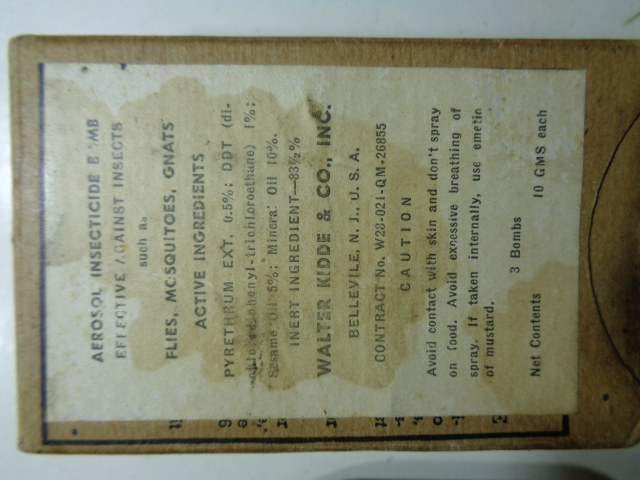 AEROSOL INSECTICIDE B MB
EFFECTIVE AGAINST INSECTS
such as
FLIES, MOSQUITOES, GNATS
ACTIVE INGREDIENTS
PYRETHRUM EXT. 0.5%; DDT (di-
chloro-diphenyl-trichloroethane) 1%;
Sesame Oil 5%; Mineral Oil 10%.
INERT INGREDIENT—83½%
WALTER KIDDE & CO., INC.
BELLEVILE, N. J., U. S. A.
CONTRACT No. W28-021-QM-26855
CAUTION
Avoid contact with skin and don't spray
on food. Avoid excessive breathing of
spray. If taken internally, use emetin
of mustard.
3 Bombs
Net Contents 10 GMS each